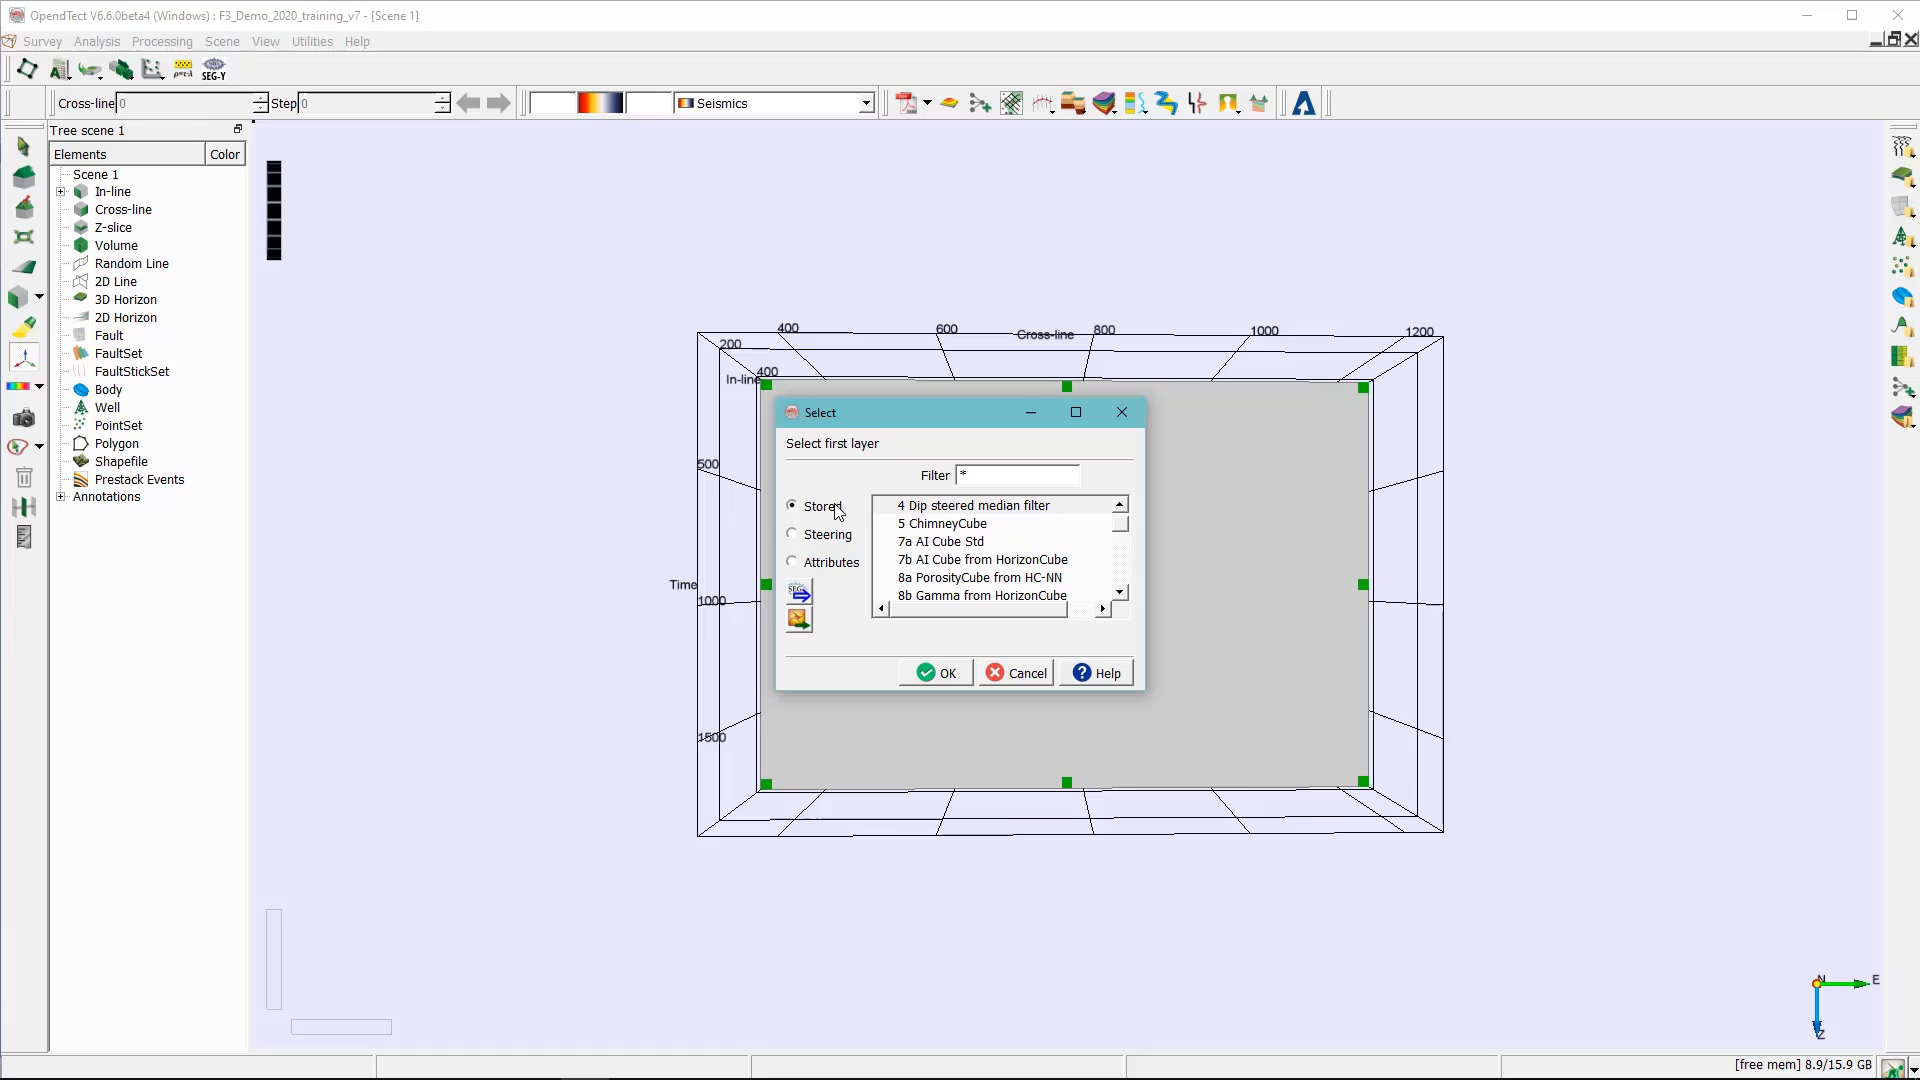 OpendTect V6.6.0beta4 (Windows) : F3_Demo_2020_training_v7 - [Scene 1]
Survey Analysis Processing Scene View Utilities Help
SEG-Y
Cross-line 0 Step 0 Seismics
Tree scene 1
Elements Color
Scene 1
In-line
Cross-line
Z-slice
Volume
Random Line
2D Line
3D Horizon
2D Horizon
Fault
FaultSet
FaultStickSet
Body
Well
PointSet
Polygon
Shapefile
Prestack Events
Annotations
400 600 Cross-line 800 1000 1200
200
400
In-line
500
Time
1000
1500
Select
Select first layer
Filter *
Stored
Steering
Attributes
4 Dip steered median filter
5 ChimneyCube
7a AI Cube Std
7b AI Cube from HorizonCube
8a PorosityCube from HC-NN
8b Gamma from HorizonCube
OK Cancel Help
N E
Z
[free mem] 8.9/15.9 GB